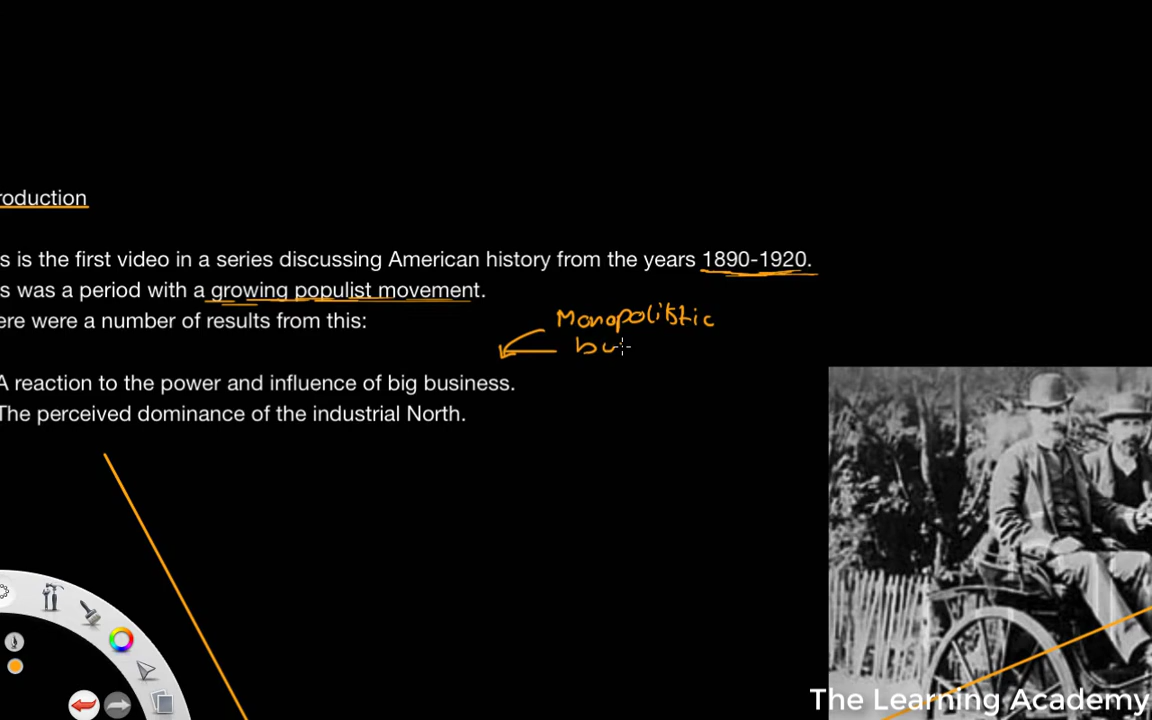 roduction
s is the first video in a series discussing American history from the years 1890-1920.
s was a period with a growing populist movement.
ere were a number of results from this:
Monopolistic
bu
A reaction to the power and influence of big business.
The perceived dominance of the industrial North.
The Learning Academy